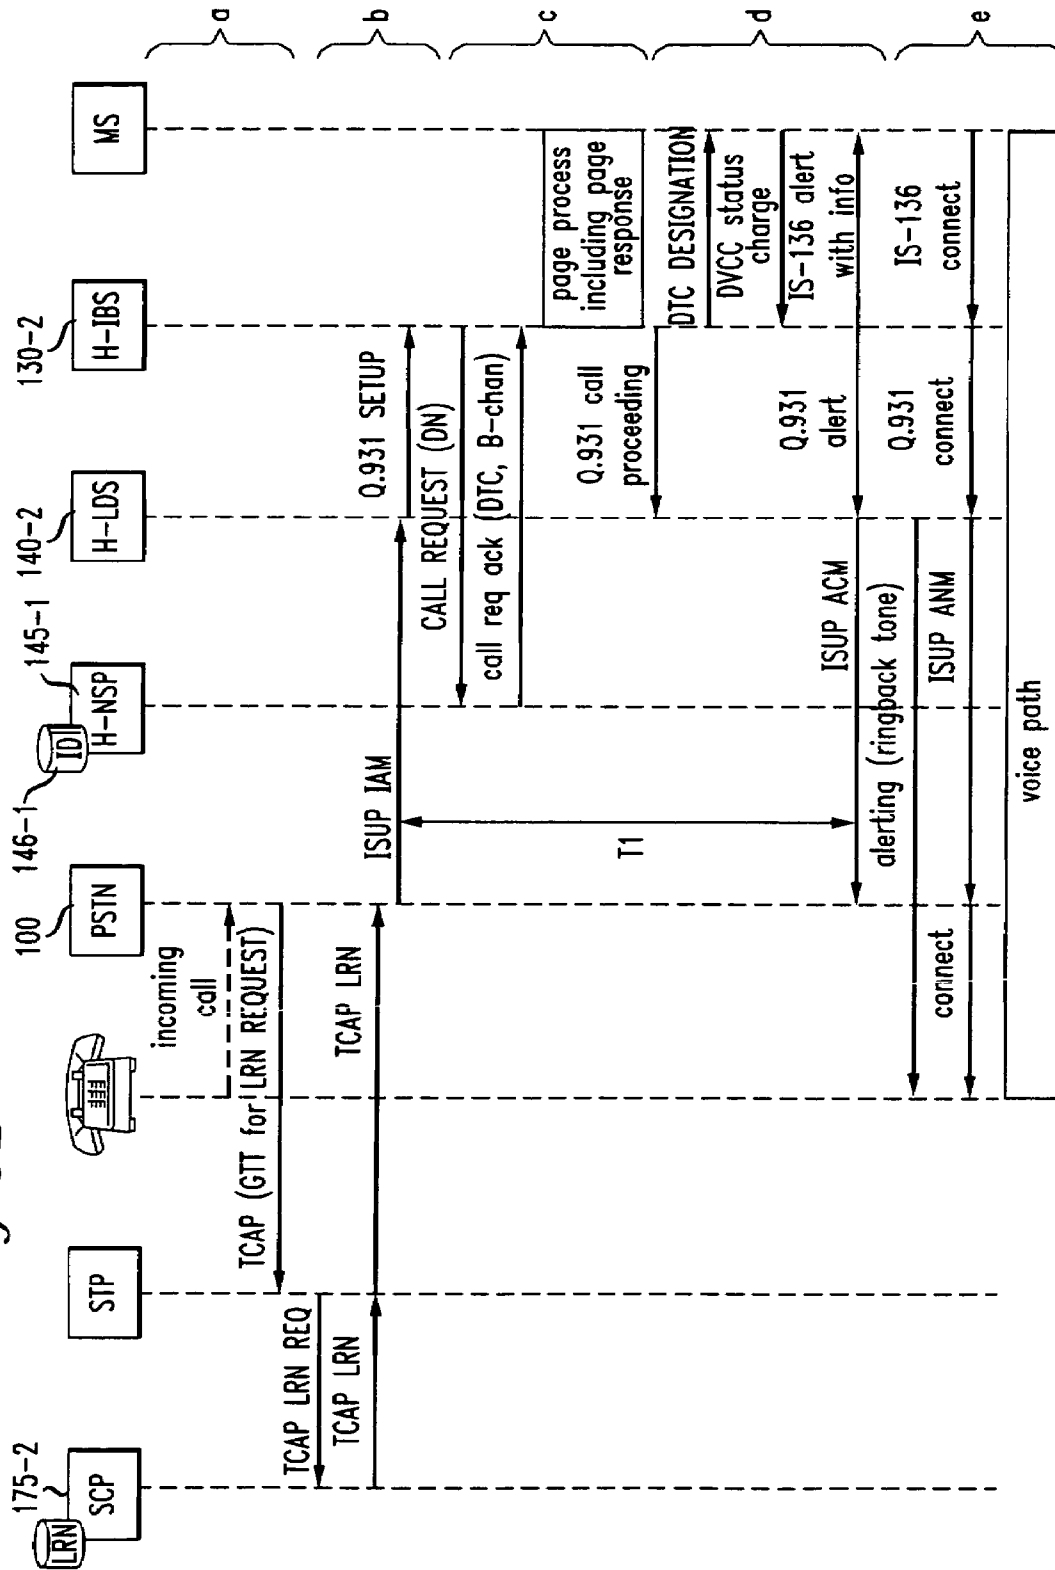 175-2
LRN
SCP
STP
100
PSTN
146-1
145-1
ID
H-NSP
140-2
H-LDS
130-2
H-IBS
MS
incoming
call
TCAP (GTT for LRN REQUEST)
a
TCAP LRN REQ
TCAP LRN
TCAP LRN
ISUP IAM
Q.931 SETUP
b
CALL REQUEST (DN)
call req ack (DTC, B-chan)
page process
including page
response
c
Q.931 call
proceeding
DTC DESIGNATION
DVCC status
charge
IS-136 alert
with info
Q.931
alert
ISUP ACM
T1
d
alerting (ringback tone)
connect
ISUP ANM
Q.931
connect
IS-136
connect
e
voice path